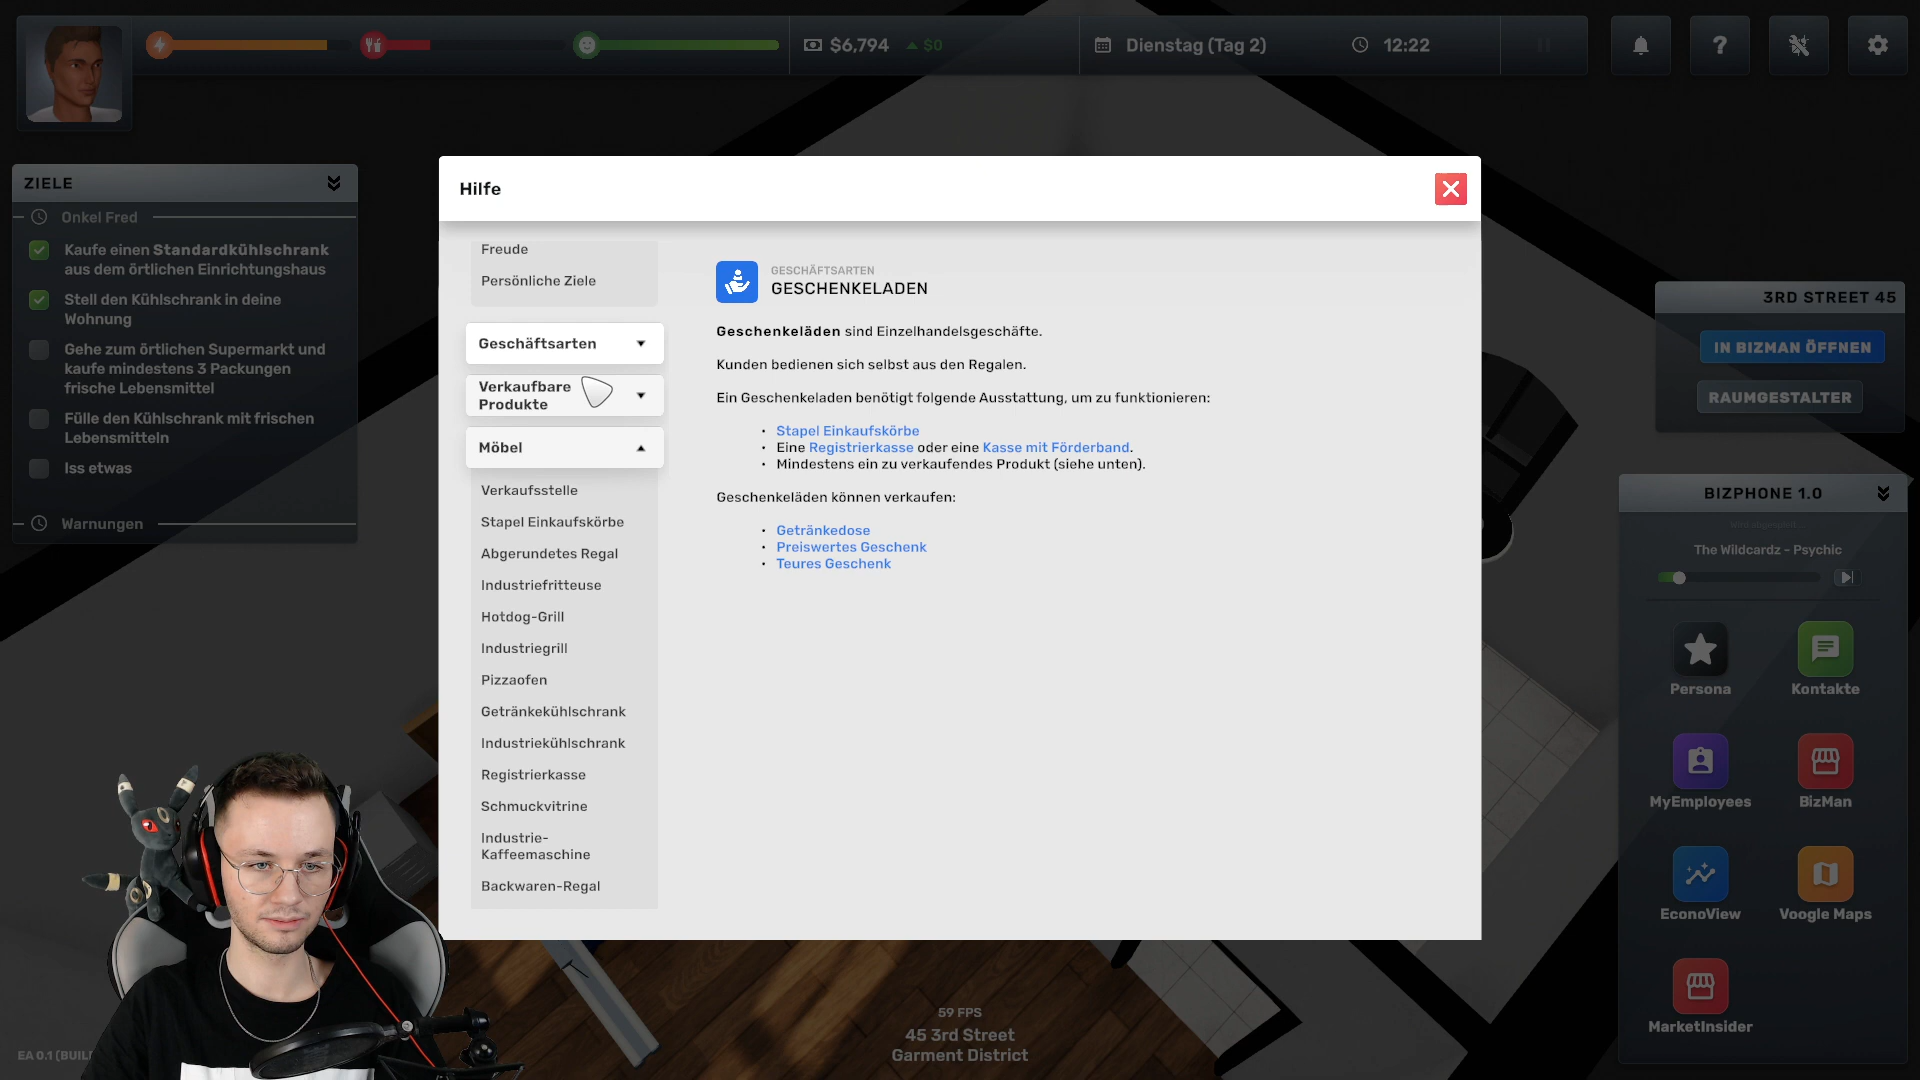 $6,794
$0
Dienstag (Tag 2)
12:22
?
ZIELE
Onkel Fred
Kaufe einen Standardkühlschrank
aus dem örtlichen Einrichtungshaus
Stell den Kühlschrank in deine
Wohnung
Gehe zum örtlichen Supermarkt und
kaufe mindestens 3 Packungen
frische Lebensmittel
Fülle den Kühlschrank mit frischen
Lebensmitteln
Iss etwas
Warnungen
Hilfe
Freude
Persönliche Ziele
Geschäftsarten
Verkaufbare
Produkte
Möbel
Verkaufsstelle
Stapel Einkaufskörbe
Abgerundetes Regal
Industriefritteuse
Hotdog-Grill
Industriegrill
Pizzaofen
Getränkekühlschrank
Industriekühlschrank
Registrierkasse
Schmuckvitrine
Industrie-
Kaffeemaschine
Backwaren-Regal
GESCHÄFTSARTEN
GESCHENKELADEN
Geschenkeläden sind Einzelhandelsgeschäfte.
Kunden bedienen sich selbst aus den Regalen.
Ein Geschenkeladen benötigt folgende Ausstattung, um zu funktionieren:
• Stapel Einkaufskörbe
• Eine Registrierkasse oder eine Kasse mit Förderband.
• Mindestens ein zu verkaufendes Produkt (siehe unten).
Geschenkeläden können verkaufen:
• Getränkedose
• Preiswertes Geschenk
• Teures Geschenk
3RD STREET 45
IN BIZMAN ÖFFNEN
RAUMGESTALTER
BIZPHONE 1.0
Wird abgespielt ...
The Wildcardz - Psychic
Persona
Kontakte
MyEmployees
BizMan
EconoView
Voogle Maps
MarketInsider
59 FPS
45 3rd Street
Garment District
EA 0.1 (BUIL